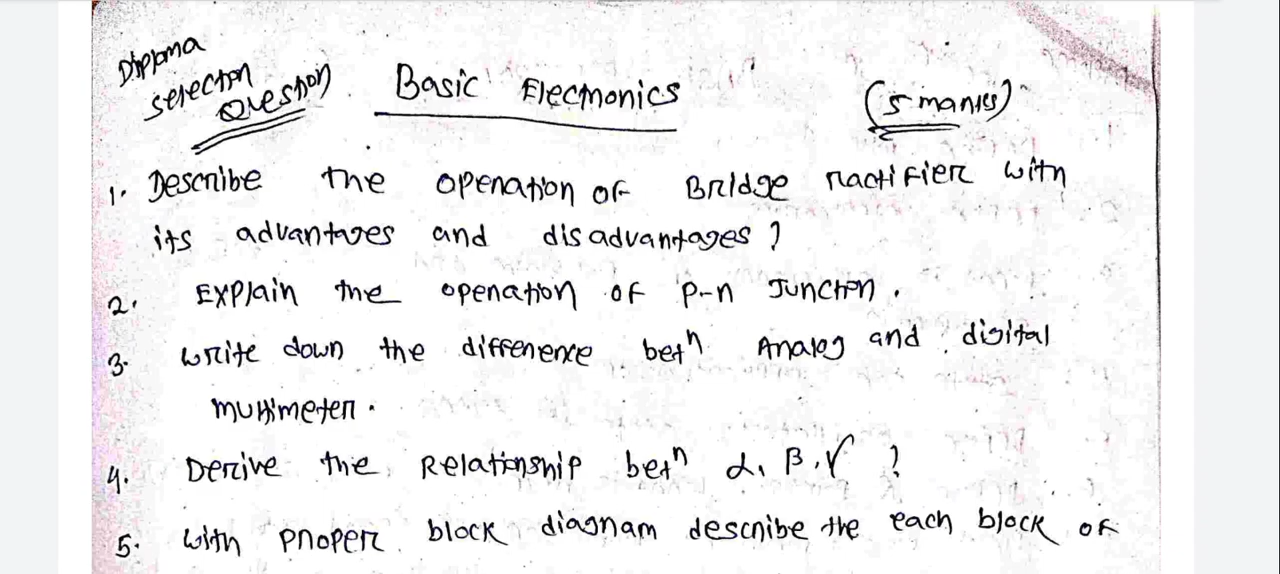 Diploma
Selection
Question
Basic Electronics
(5 marks)
1. Describe the operation of Bridge ractifier with
its advantages and disadvantages ?
2. Explain the operation of p-n Junction.
3. Write down the difference betⁿ Analog and digital
multimeter.
4. Derive the Relationship betⁿ α, β, γ ?
5. with proper block diagram describe the each block of